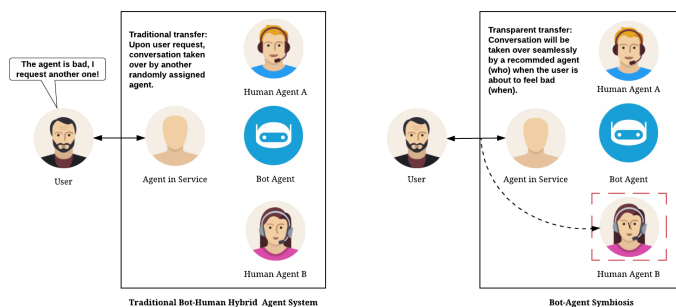 The agent is bad, I
request another one!
User
Traditional transfer:
Upon user request,
conversation taken
over by another
randomly assigned
agent.
Agent in Service
Human Agent A
Bot Agent
Human Agent B
Traditional Bot-Human Hybrid Agent System
User
Transparent transfer:
Conversation will be
taken over seamlessly
by a recommded agent
(who) when the user is
about to feel bad
(when).
Agent in Service
Human Agent A
Bot Agent
Human Agent B
Bot-Agent Symbiosis